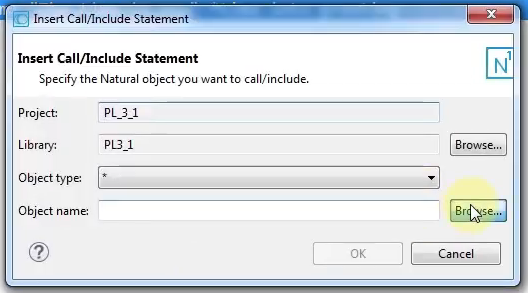 Insert Call/Include Statement
Insert Call/Include Statement
Specify the Natural object you want to call/include.
N1
Project: PL_3_1
Library: PL3_1 Browse...
Object type: *
Object name: Browse...
? OK Cancel